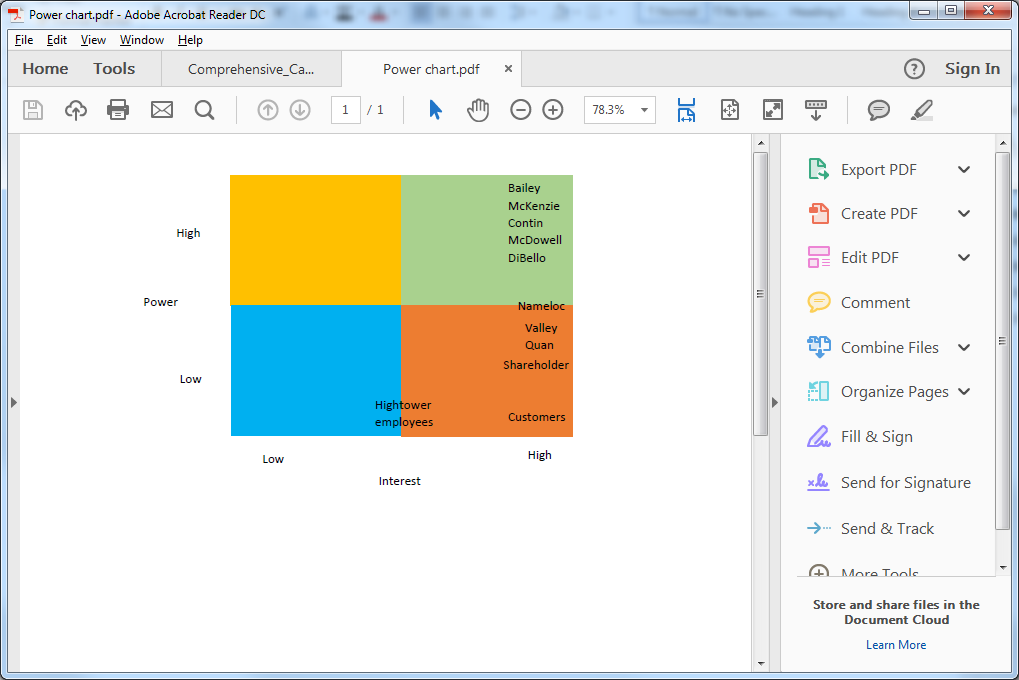 Power chart.pdf - Adobe Acrobat Reader DC
File Edit View Window Help
Home Tools Comprehensive_Ca... Power chart.pdf × ? Sign In
1 / 1 78.3%
Bailey
McKenzie
Contin
McDowell
DiBello
High
Power
Nameloc
Valley
Quan
Shareholder
Low
Hightower
employees
Customers
Low
High
Interest
Export PDF
Create PDF
Edit PDF
Comment
Combine Files
Organize Pages
Fill & Sign
Send for Signature
Send & Track
More Tools
Store and share files in the
Document Cloud
Learn More